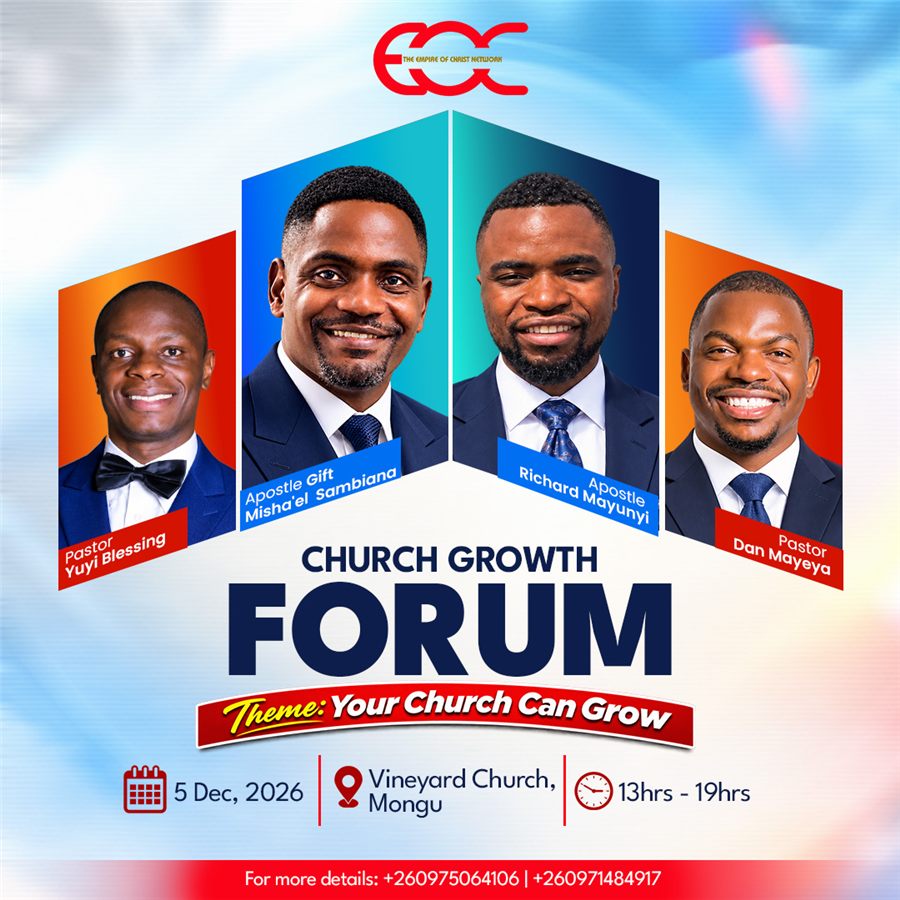 EOC
THE EMPIRE OF CHRIST NETWORK
Pastor
Yuyi Blessing
Apostle Gift
Misha'el Sambiana
Apostle
Richard Mayunyi
Pastor
Dan Mayeya
CHURCH GROWTH
FORUM
Theme: Your Church Can Grow
5 Dec, 2026
Vineyard Church,
Mongu
13hrs - 19hrs
For more details: +260975064106 | +260971484917